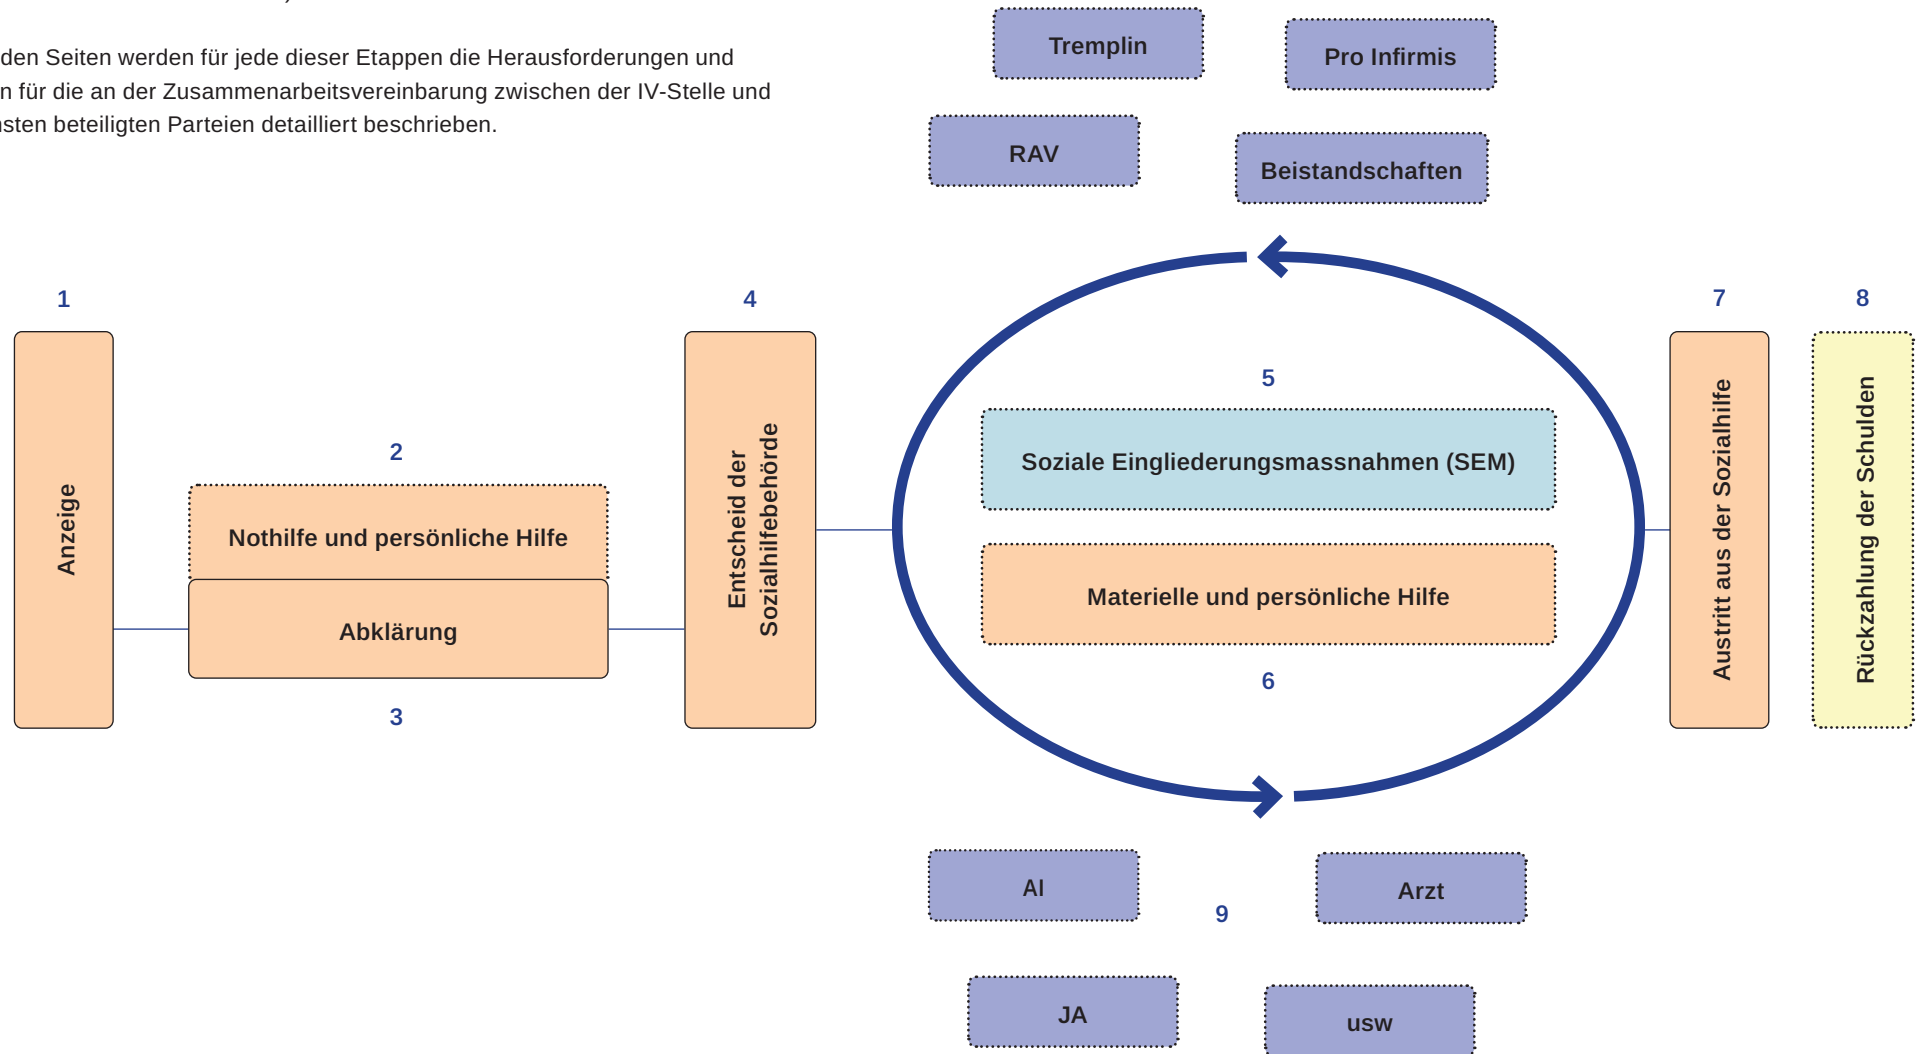 den Seiten werden für jede dieser Etappen die Herausforderungen und
n für die an der Zusammenarbeitsvereinbarung zwischen der IV-Stelle und
sten beteiligten Parteien detailliert beschrieben.
Tremplin
Pro Infirmis
RAV
Beistandschaften
1
Anzeige
2
Nothilfe und persönliche Hilfe
Abklärung
3
4
Entscheid der
Sozialhilfebehörde
5
Soziale Eingliederungsmassnahmen (SEM)
Materielle und persönliche Hilfe
6
7
Austritt aus der Sozialhilfe
8
Rückzahlung der Schulden
AI
Arzt
9
JA
usw